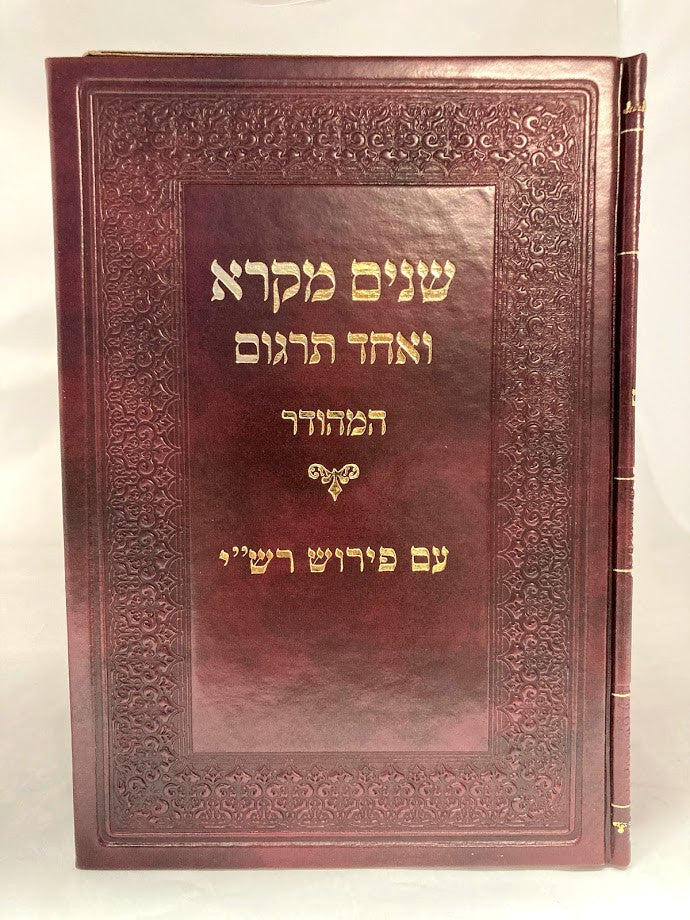 שנים מקרא
ואחד תרגום
המהודר
עם פירוש רש״י